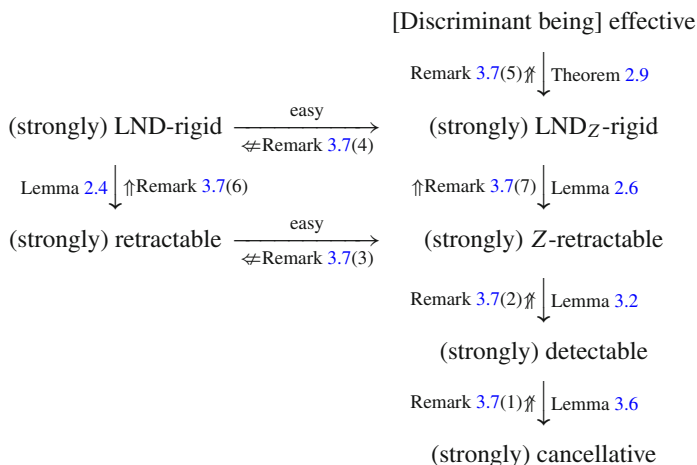 [Discriminant being] effective
Remark 3.7(5)⇑̸ Theorem 2.9
easy
(strongly) LND-rigid (strongly) LND_Z-rigid
⇍Remark 3.7(4)
Lemma 2.4 ⇑Remark 3.7(6) ⇑Remark 3.7(7) Lemma 2.6
easy
(strongly) retractable (strongly) Z-retractable
⇍Remark 3.7(3)
Remark 3.7(2)⇑̸ Lemma 3.2
(strongly) detectable
Remark 3.7(1)⇑̸ Lemma 3.6
(strongly) cancellative